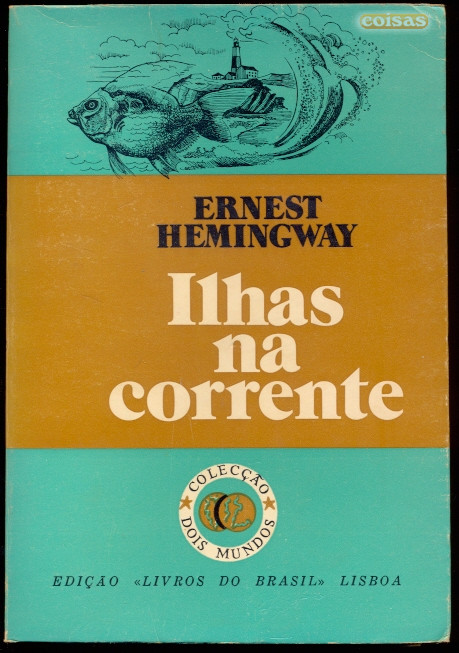 coisas
ERNEST
HEMINGWAY
Ilhas
na
corrente
COLECÇÃO
DOIS MUNDOS
EDIÇÃO «LIVROS DO BRASIL» LISBOA